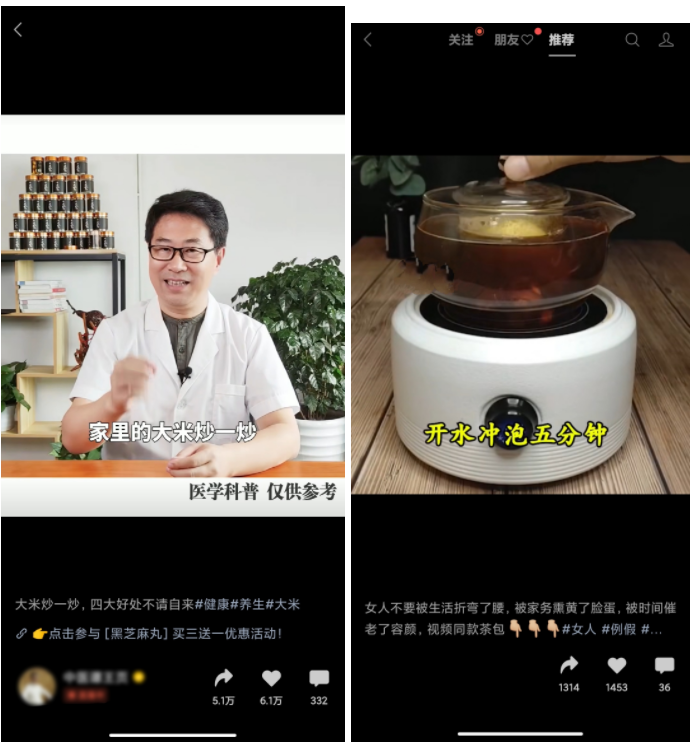 家里的大米炒一炒
医学科普 仅供参考
大米炒一炒，四大好处不请自来#健康#养生#大米
👉点击参与 [黑芝麻丸] 买三送一优惠活动！
5.1万
6.1万
332
关注
朋友♡
推荐
开水冲泡五分钟
女人不要被生活折弯了腰，被家务熏黄了脸蛋，被时间催
老了容颜，视频同款茶包👇👇👇#女人 #例假 #...
1314
1453
36